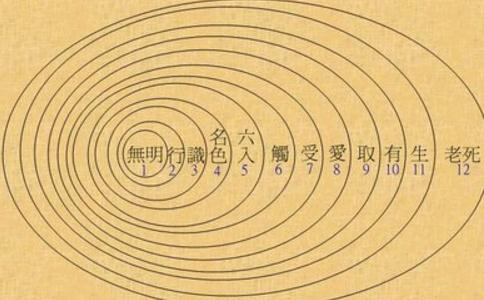 無明 行 識 名色 六入 觸 受 愛 取 有 生 老死
1 2 3 4 5 6 7 8 9 10 11 12